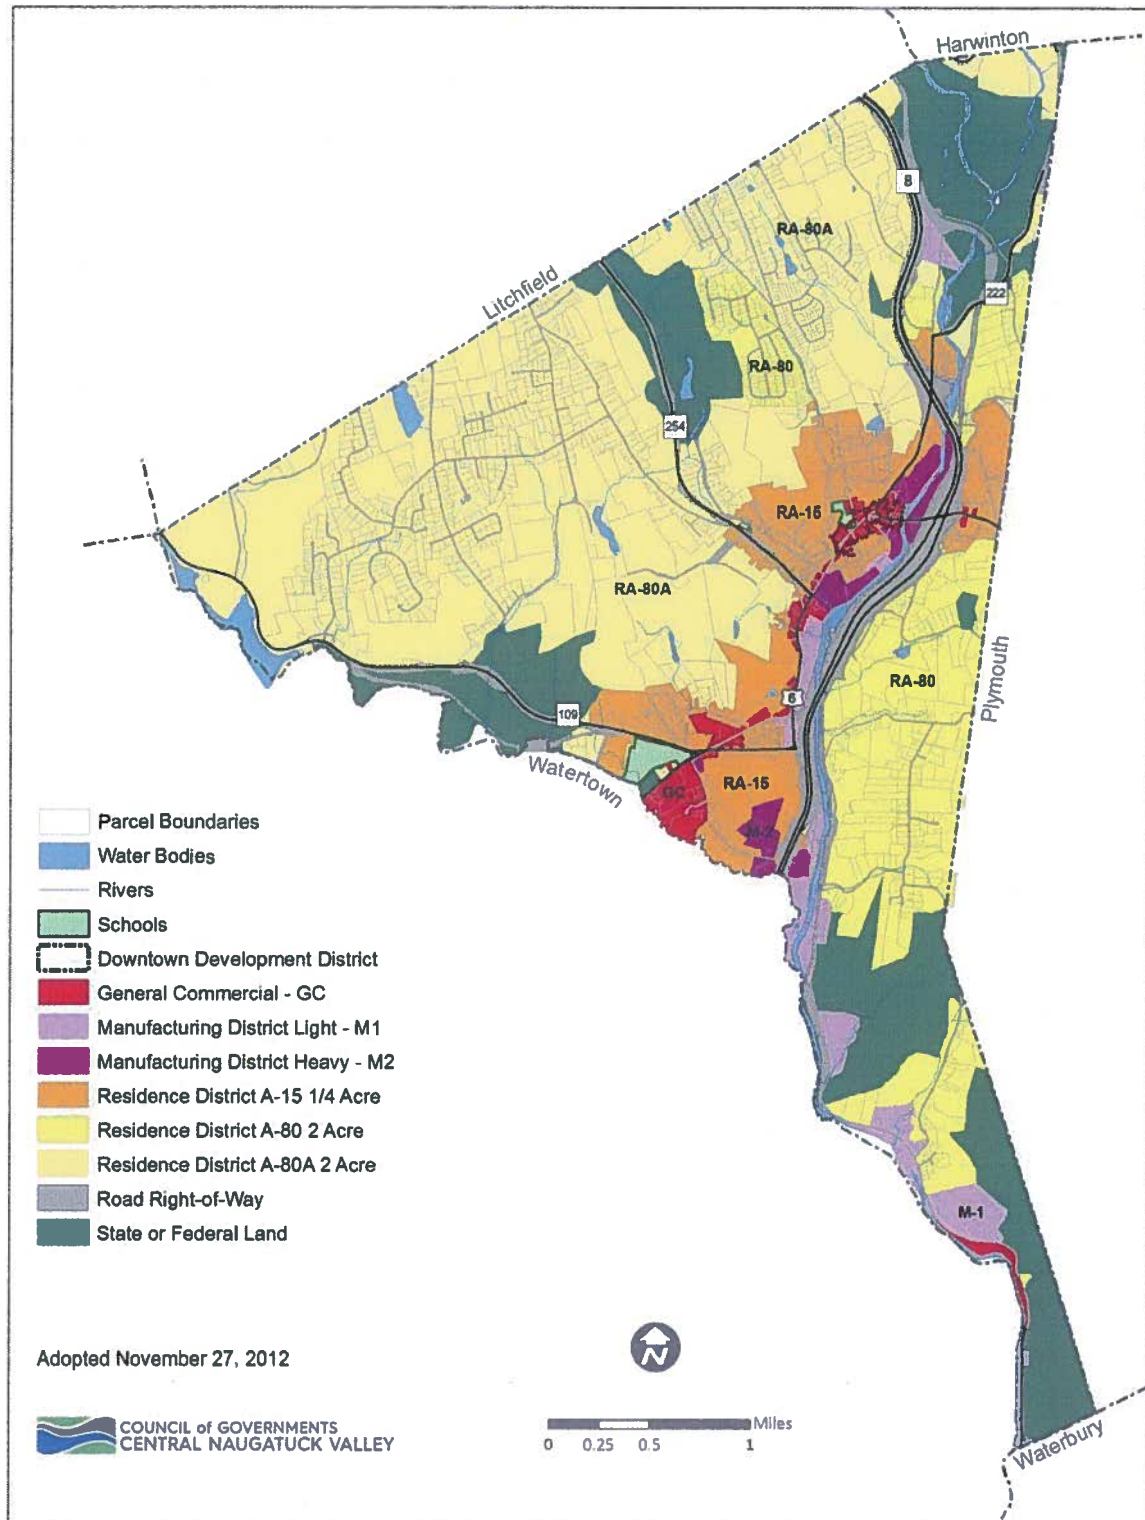 Harwinton
8
RA-80A
Litchfield
222
RA-80
254
RA-15
RA-80A
Plymouth
RA-80
6
109
Watertown
RA-15
GC
M-2
Parcel Boundaries
Water Bodies
Rivers
Schools
Downtown Development District
General Commercial - GC
Manufacturing District Light - M1
Manufacturing District Heavy - M2
Residence District A-15 1/4 Acre
Residence District A-80 2 Acre
Residence District A-80A 2 Acre
Road Right-of-Way
State or Federal Land
M-1
Adopted November 27, 2012
N
COUNCIL of GOVERNMENTS
CENTRAL NAUGATUCK VALLEY
Miles
0 0.25 0.5 1
Waterbury